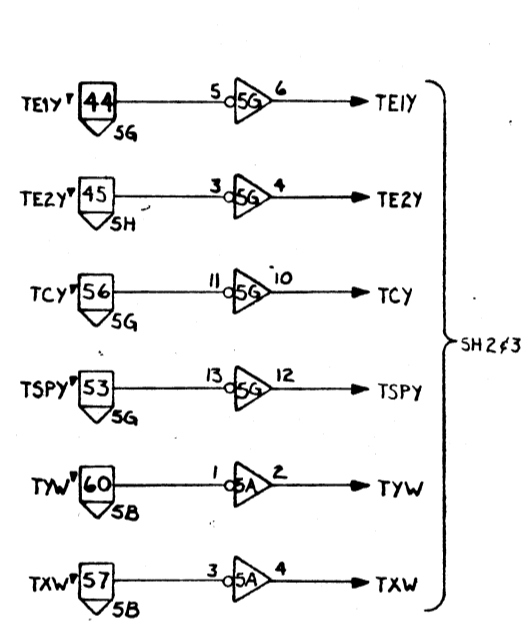 TE1Y▼ 44 5 5G 6 TE1Y
5G
TE2Y▼ 45 3 5G 4 TE2Y
5H
TCY▼ 56 11 5G 10 TCY
5G
SH 2 & 3
TSPY▼ 53 13 5G 12 TSPY
5G
TYW▼ 60 1 5A 2 TYW
5B
TXW▼ 57 3 5A 4 TXW
5B